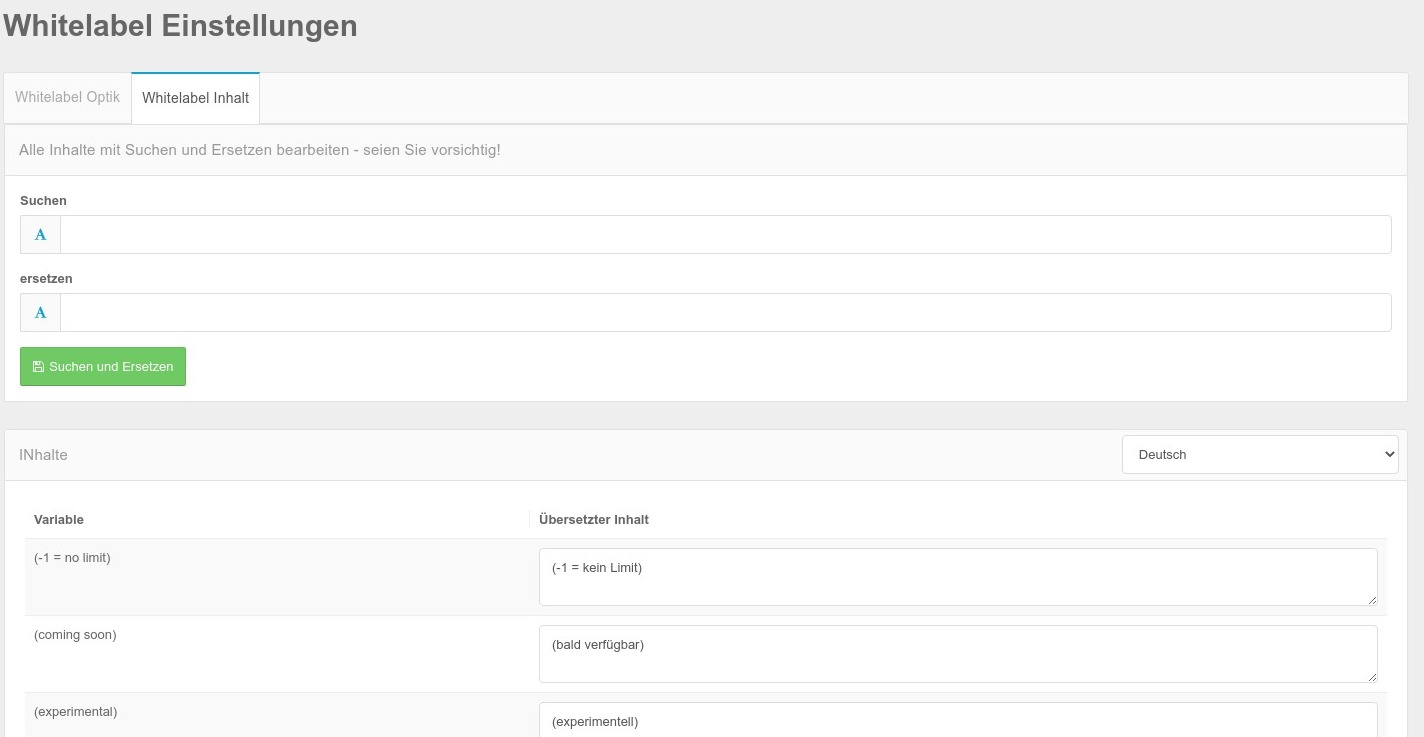 Whitelabel Einstellungen
Whitelabel Optik Whitelabel Inhalt
Alle Inhalte mit Suchen und Ersetzen bearbeiten - seien Sie vorsichtig!
Suchen
A
ersetzen
A
Suchen und Ersetzen
INhalte Deutsch
Variable Übersetzter Inhalt
(-1 = no limit) (-1 = kein Limit)
(coming soon) (bald verfügbar)
(experimental) (experimentell)